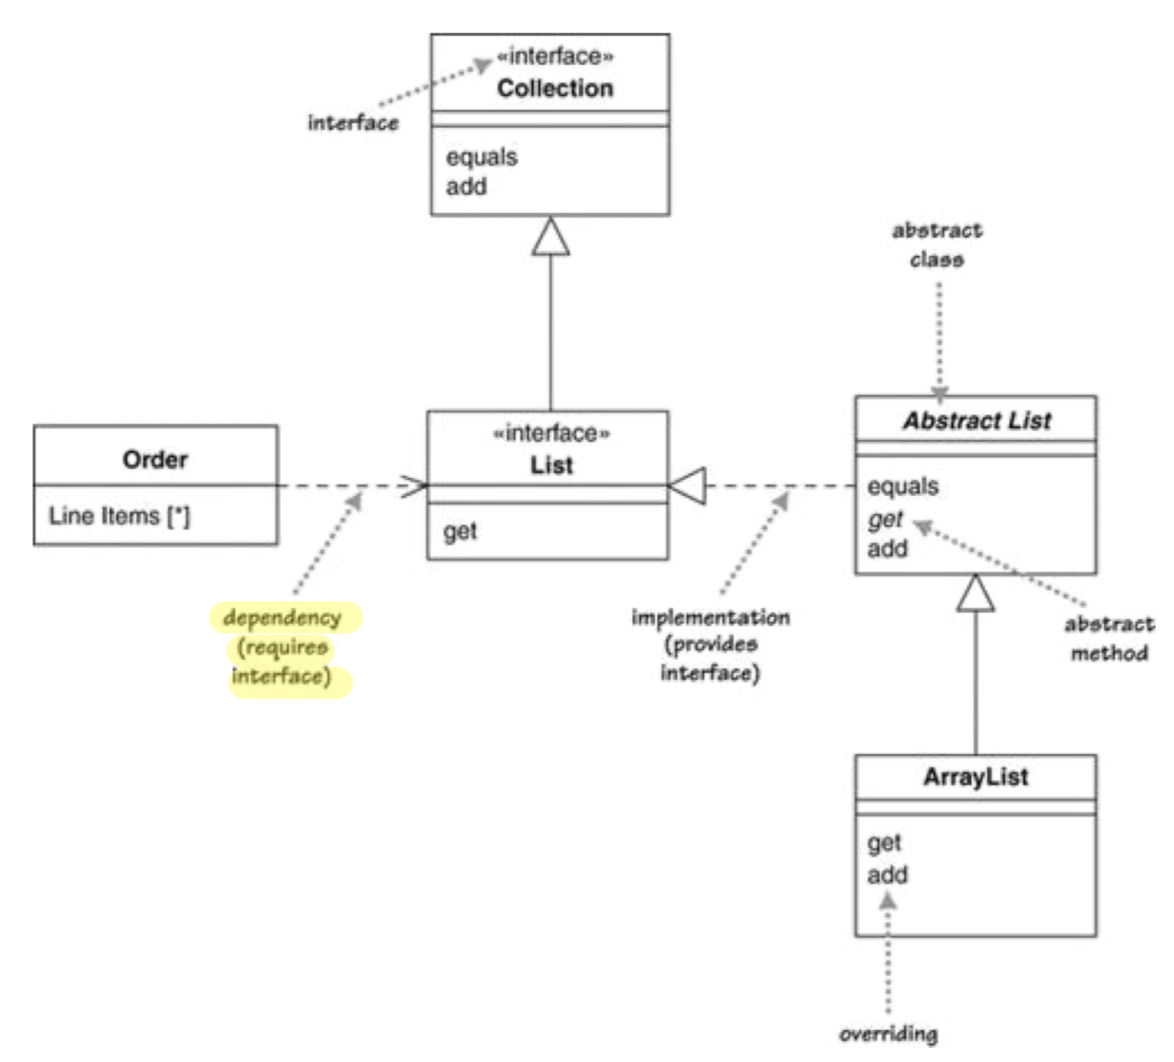 «interface»
Collection
interface
equals
add
abstract
class
«interface»
List
get
Abstract List
equals
get
add
Order
Line Items [*]
dependency
(requires
interface)
implementation
(provides
interface)
abstract
method
ArrayList
get
add
overriding